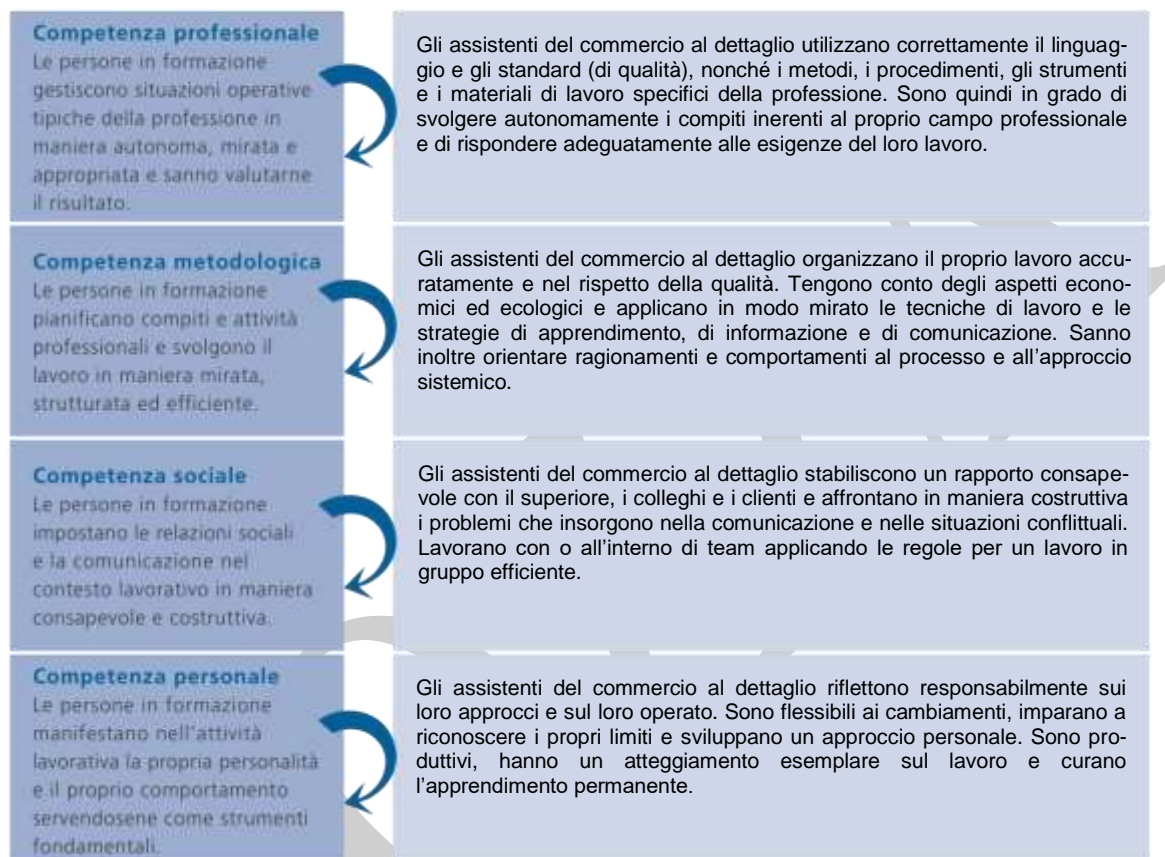 Competenza professionale
Le persone in formazione
gestiscono situazioni operative
tipiche della professione in
maniera autonoma, mirata e
appropriata e sanno valutarne
il risultato.
Gli assistenti del commercio al dettaglio utilizzano correttamente il linguag-
gio e gli standard (di qualità), nonché i metodi, i procedimenti, gli strumenti
e i materiali di lavoro specifici della professione. Sono quindi in grado di
svolgere autonomamente i compiti inerenti al proprio campo professionale
e di rispondere adeguatamente alle esigenze del loro lavoro.
Competenza metodologica
Le persone in formazione
pianificano compiti e attività
professionali e svolgono il
lavoro in maniera mirata,
strutturata ed efficiente.
Gli assistenti del commercio al dettaglio organizzano il proprio lavoro accu-
ratamente e nel rispetto della qualità. Tengono conto degli aspetti econo-
mici ed ecologici e applicano in modo mirato le tecniche di lavoro e le
strategie di apprendimento, di informazione e di comunicazione. Sanno
inoltre orientare ragionamenti e comportamenti al processo e all'approccio
sistemico.
Competenza sociale
Le persone in formazione
impostano le relazioni sociali
e la comunicazione nel
contesto lavorativo in maniera
consapevole e costruttiva.
Gli assistenti del commercio al dettaglio stabiliscono un rapporto consape-
vole con il superiore, i colleghi e i clienti e affrontano in maniera costruttiva
i problemi che insorgono nella comunicazione e nelle situazioni conflittuali.
Lavorano con o all'interno di team applicando le regole per un lavoro in
gruppo efficiente.
Competenza personale
Le persone in formazione
manifestano nell'attività
lavorativa la propria personalità
e il proprio comportamento
servendosene come strumenti
fondamentali.
Gli assistenti del commercio al dettaglio riflettono responsabilmente sui
loro approcci e sul loro operato. Sono flessibili ai cambiamenti, imparano a
riconoscere i propri limiti e sviluppano un approccio personale. Sono pro-
duttivi, hanno un atteggiamento esemplare sul lavoro e curano
l'apprendimento permanente.